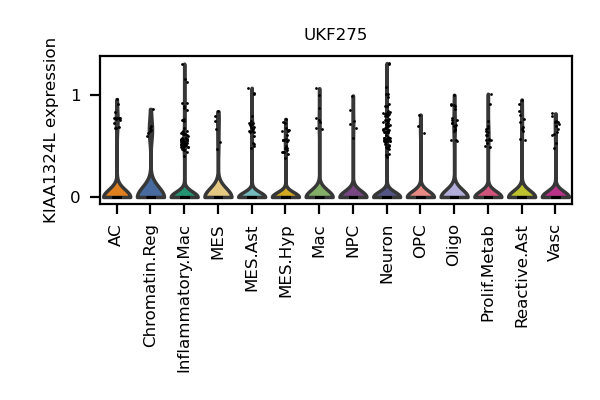 UKF275
KIAA1324L expression
1
0
AC
Chromatin.Reg
Inflammatory.Mac
MES
MES.Ast
MES.Hyp
Mac
NPC
Neuron
OPC
Oligo
Prolif.Metab
Reactive.Ast
Vasc